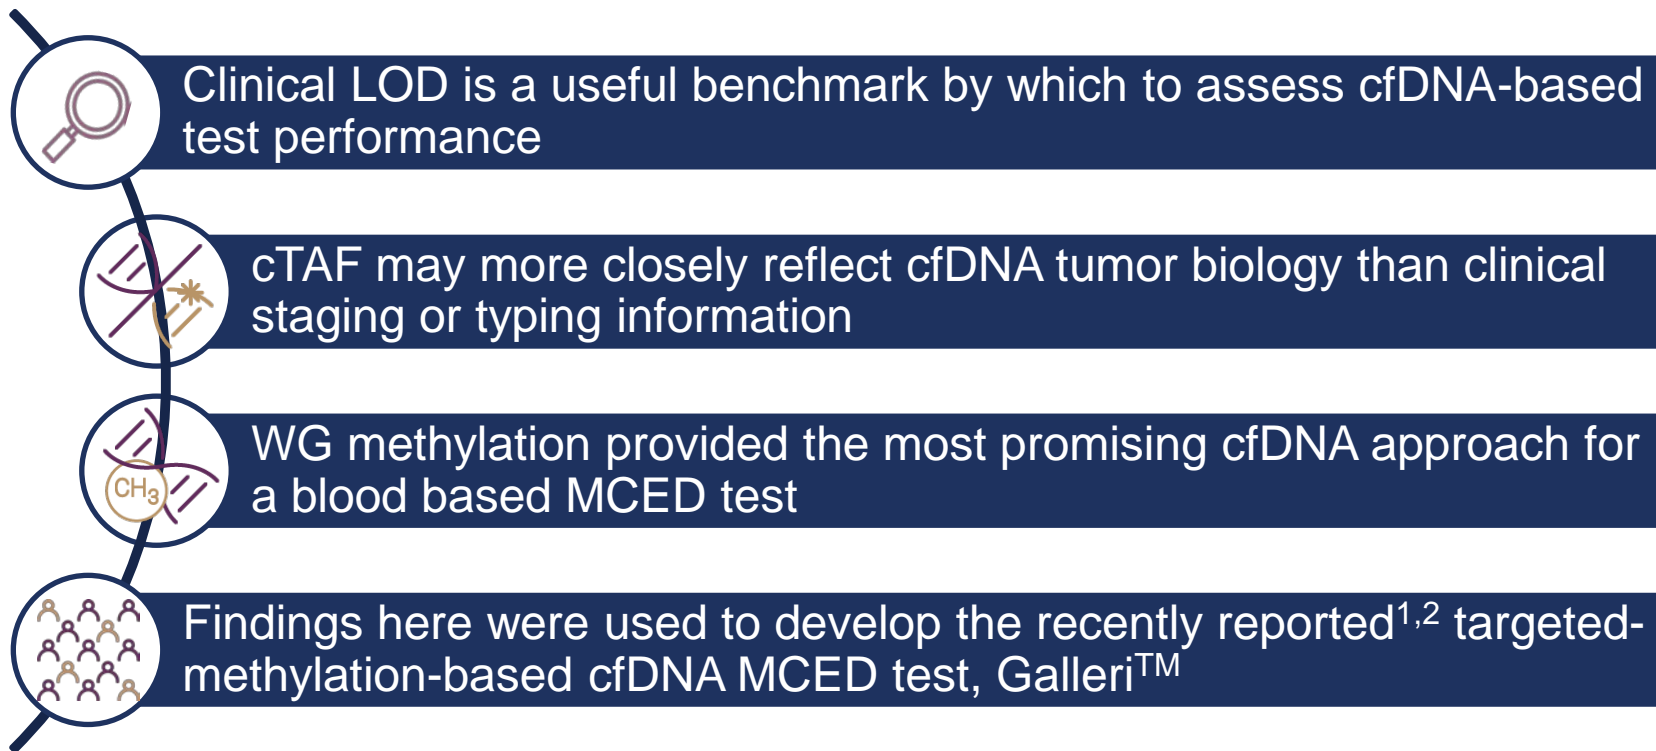 Clinical LOD is a useful benchmark by which to assess cfDNA-based
test performance
cTAF may more closely reflect cfDNA tumor biology than clinical
staging or typing information
WG methylation provided the most promising cfDNA approach for
a blood based MCED test
CH₃
Findings here were used to develop the recently reported¹,² targeted-
methylation-based cfDNA MCED test, Galleri™